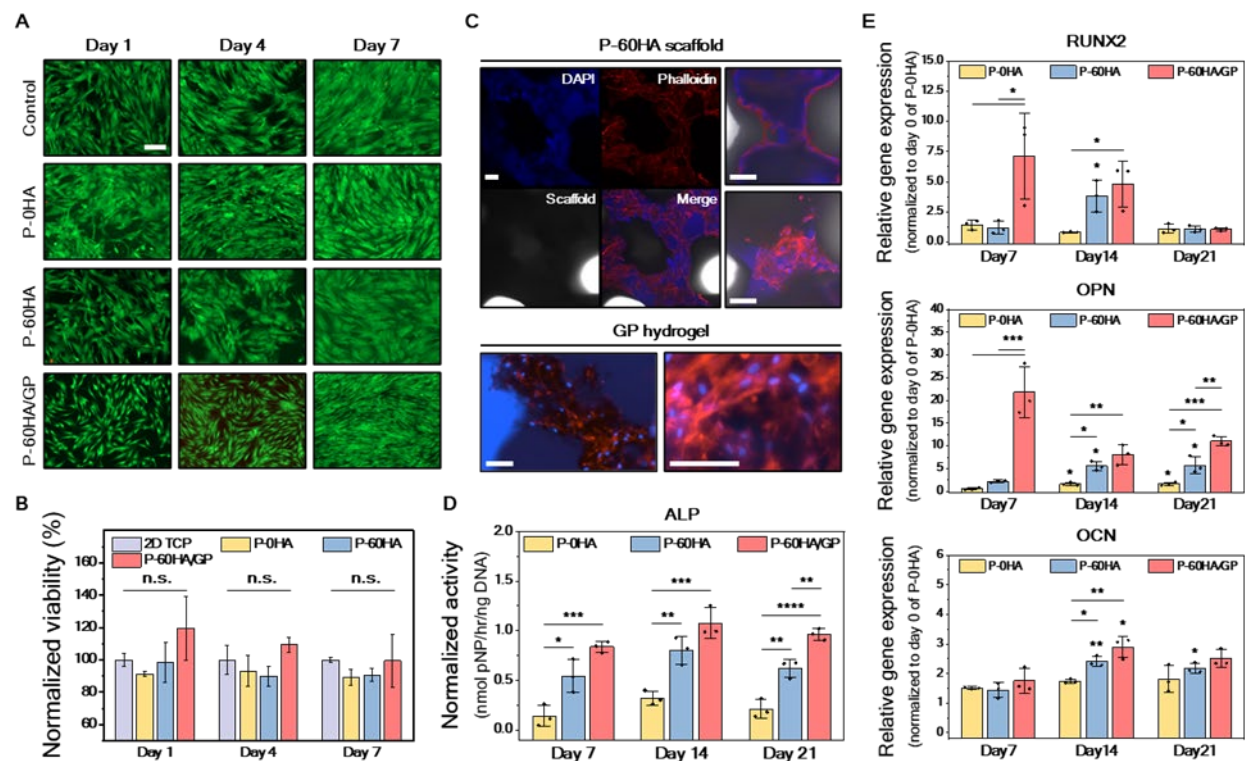 A
Day 1 Day 4 Day 7
Control
P-0HA
P-60HA
P-60HA/GP
B
Normalized viability (%)
2D TCP P-0HA P-60HA
P-60HA/GP
n.s. n.s. n.s.
140
120
100
80
60
Day 1 Day 4 Day 7
C
P-60HA scaffold
DAPI Phalloidin
Scaffold Merge
GP hydrogel
D
ALP
Normalized activity
(nmol pNP/hr/ng DNA)
P-0HA P-60HA P-60HA/GP
2.0
1.5
1.0
0.5
0.0
* *** ** *** ** **** **
Day 7 Day 14 Day 21
E
RUNX2
Relative gene expression
(normalized to day 0 of P-0HA)
P-0HA P-60HA P-60HA/GP
15.0
12.5
10.0
7.5
5.0
2.5
0.0
* * *
Day7 Day14 Day21
OPN
Relative gene expression
(normalized to day 0 of P-0HA)
P-0HA P-60HA P-60HA/GP
40
35
30
25
20
15
10
5
0
*** * * * ** * * * *** **
Day7 Day14 Day21
OCN
Relative gene expression
(normalized to day 0 of P-0HA)
P-0HA P-60HA P-60HA/GP
6
5
4
3
2
1
0
* ** ** * *
Day7 Day14 Day21